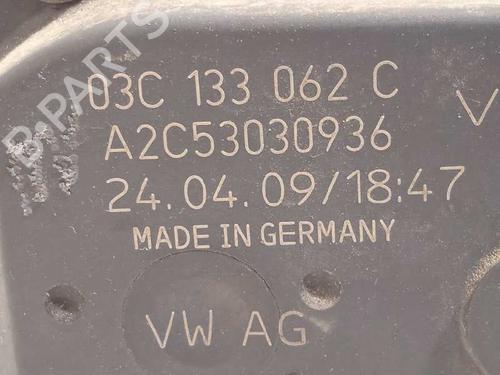 B-PARTS
03C 133 062 C
A2C53030936
24.04.09/18:47
MADE IN GERMANY
VW AG
V